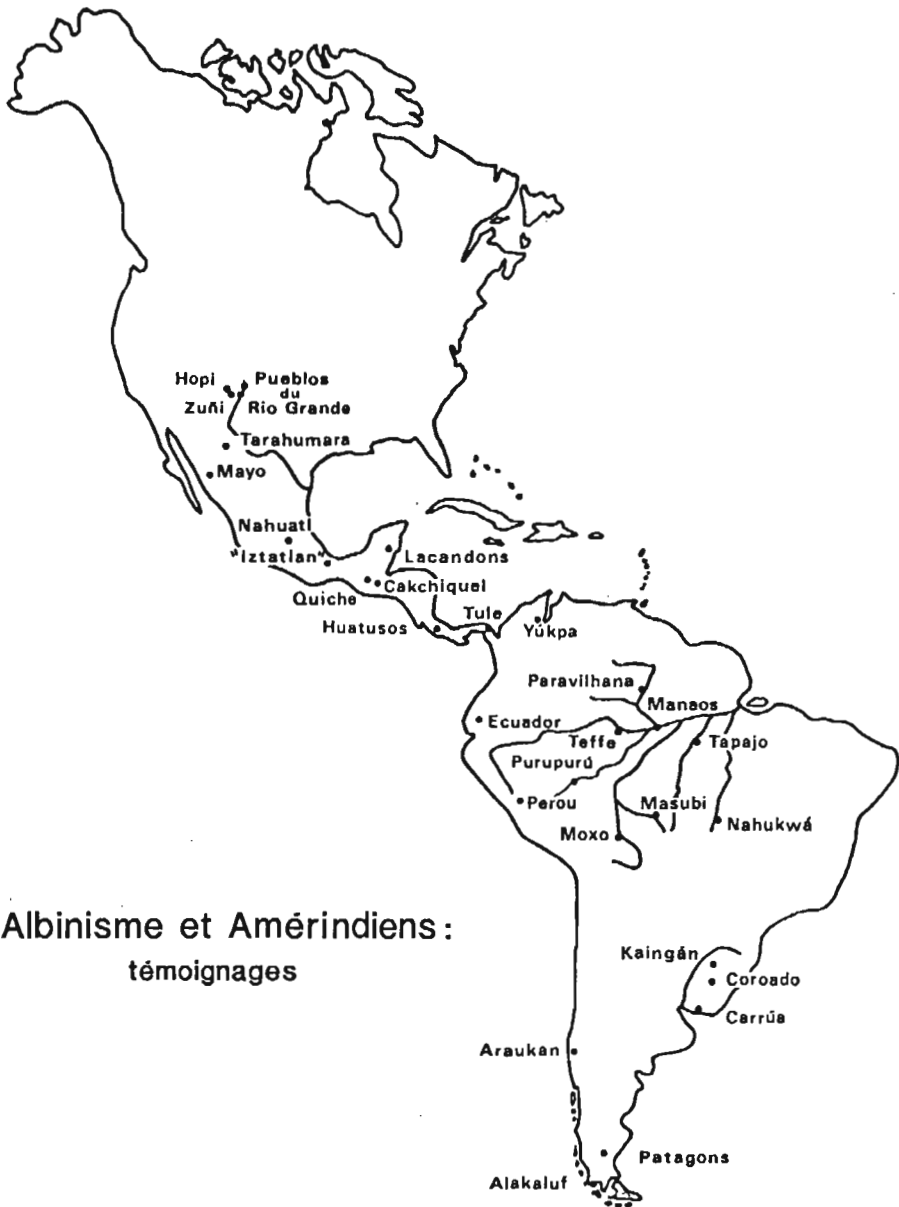 Hopi
Pueblos
du
Zuñi
Rio Grande
Tarahumara
Mayo
Nahuatl
"Iztatlan"
Lacandons
Cakchiquel
Quiche
Tule
Huatusos
Yúkpa
Paravilhana
Manaos
Ecuador
Teffe
Tapajo
Purupurú
Perou
Masubi
Nahukwá
Moxo
Albinisme et Amérindiens :
témoignages
Kaingán
Coroado
Carrúa
Araukan
Patagons
Alakaluf